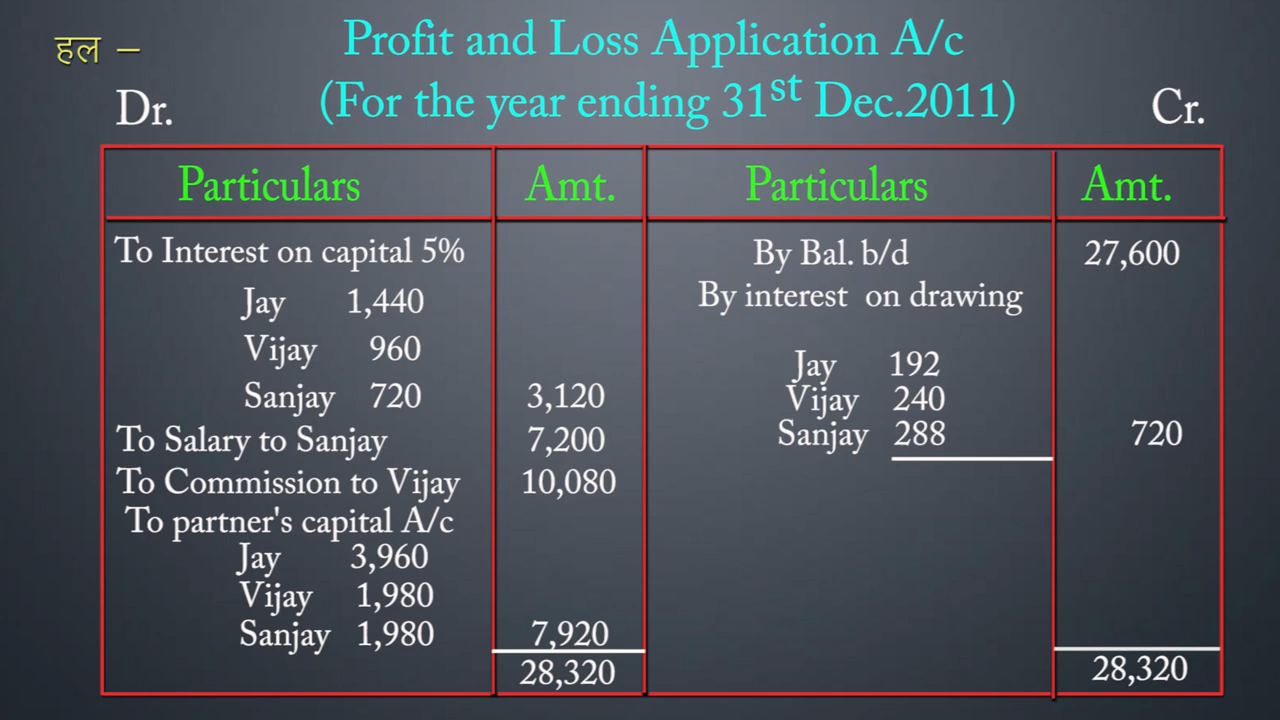 हल –
Profit and Loss Application A/c
(For the year ending 31st Dec.2011)
Dr.
Cr.
Particulars Amt. Particulars Amt.
To Interest on capital 5%
Jay 1,440
Vijay 960
Sanjay 720 3,120
To Salary to Sanjay 7,200
To Commission to Vijay 10,080
To partner's capital A/c
Jay 3,960
Vijay 1,980
Sanjay 1,980 7,920
28,320
By Bal. b/d 27,600
By interest on drawing
Jay 192
Vijay 240
Sanjay 288 720
28,320